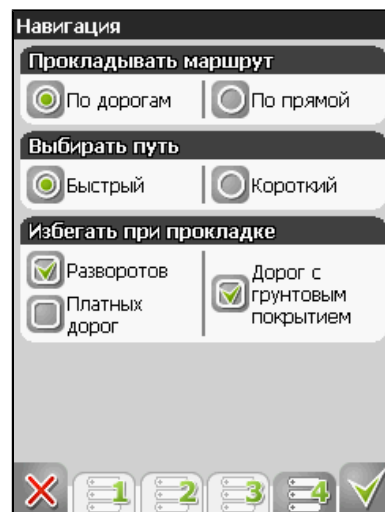 Навигация
Прокладывать маршрут
По дорогам
По прямой
Выбирать путь
Быстрый
Короткий
Избегать при прокладке
Разворотов
Платных
дорог
Дорог с
грунтовым
покрытием
1
2
3
4